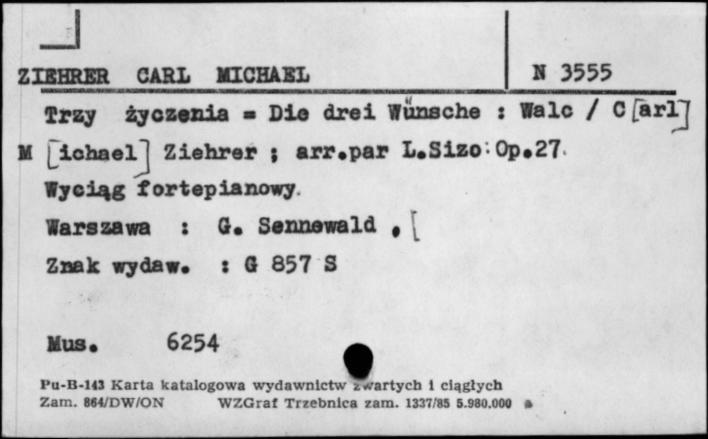 ZIEHRER CARL MICHAEL N 3555
Trzy życzenia = Die drei Wűnsche : Walc / C[arl]
M[ichael] Ziehrer ; arr.par L.Sizo. Op.27.
Wyciąg fortepianowy.
Warszawa : G. Sennewald , [
Znak wydaw. : G 857 S
Mus. 6254
Pu-B-143 Karta katalogowa wydawnictw zwartych i ciągłych
Zam. 864/DW/ON WZGraf Trzebnica zam. 1337/85 5.980.000